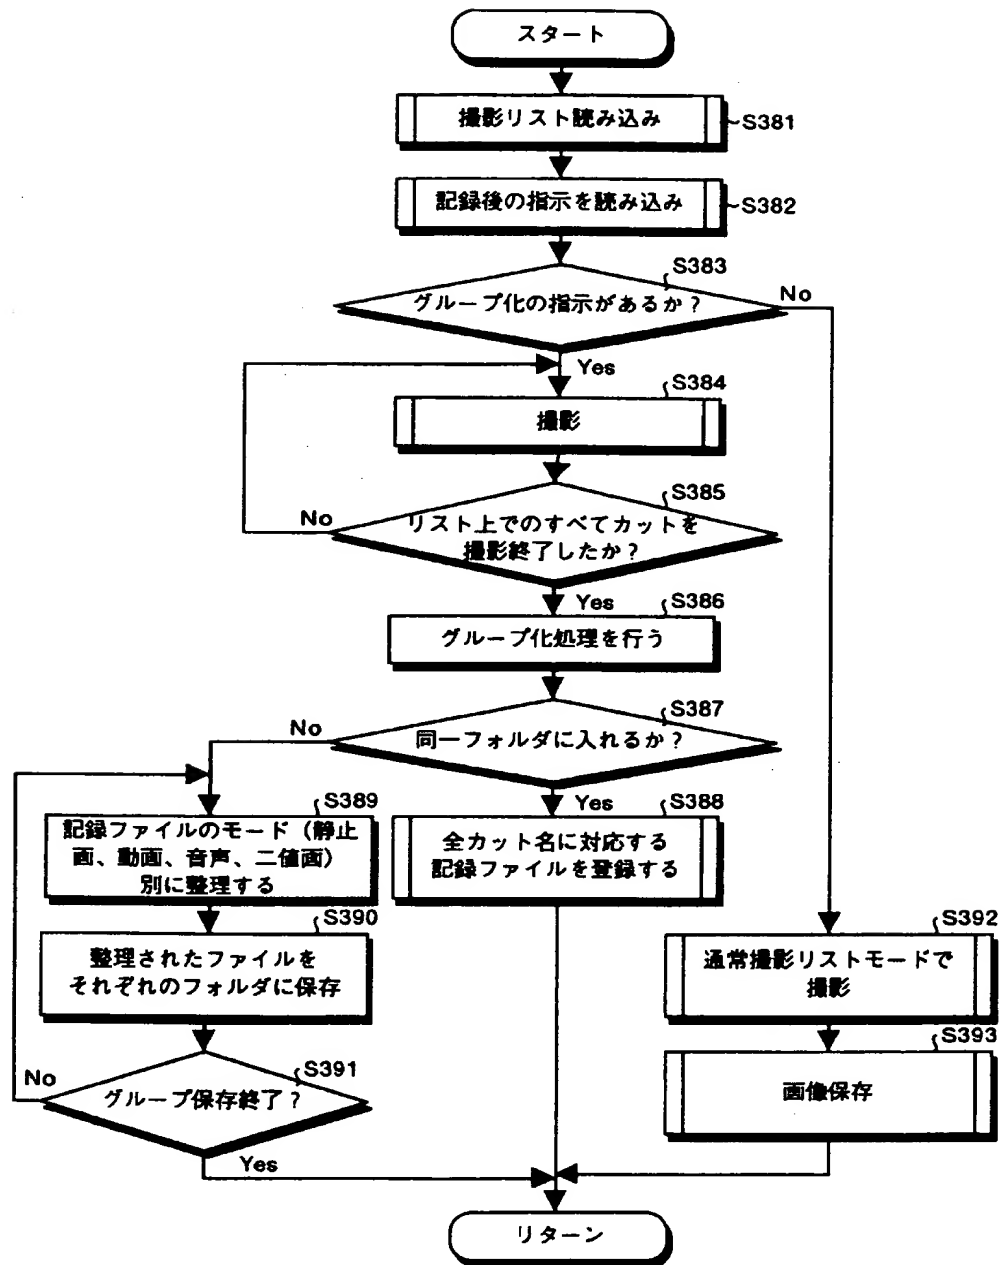 スタート
撮影リスト読み込み
S381
記録後の指示を読み込み
S382
S383
グループ化の指示があるか?
No
Yes
S384
撮影
S385
No
リスト上でのすべてカットを
撮影終了したか?
Yes
S386
グループ化処理を行う
S387
No
同一フォルダに入れるか?
Yes
S388
全カット名に対応する
記録ファイルを登録する
S389
記録ファイルのモード(静止
画、動画、音声、二値画)
別に整理する
S390
整理されたファイルを
それぞれのフォルダに保存
S391
No
グループ保存終了?
Yes
S392
通常撮影リストモードで
撮影
S393
画像保存
リターン